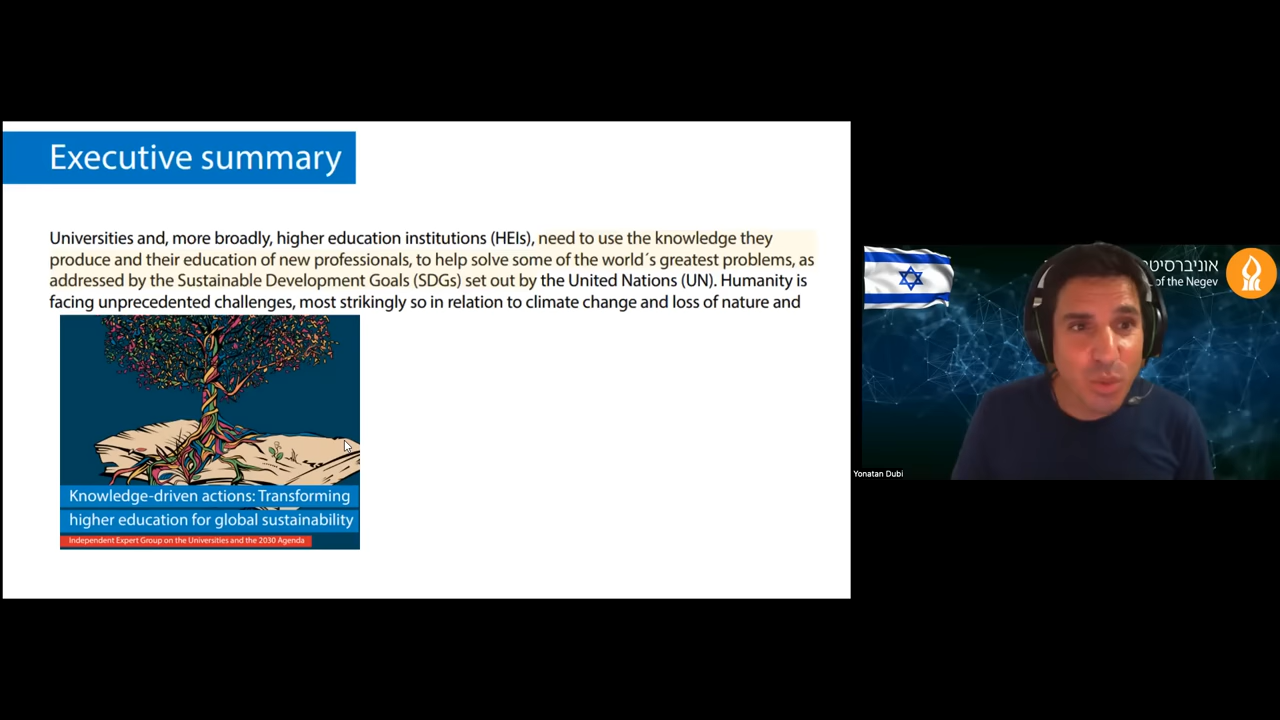 Executive summary
Universities and, more broadly, higher education institutions (HEIs), need to use the knowledge they
produce and their education of new professionals, to help solve some of the world´s greatest problems, as
addressed by the Sustainable Development Goals (SDGs) set out by the United Nations (UN). Humanity is
facing unprecedented challenges, most strikingly so in relation to climate change and loss of nature and
Knowledge-driven actions: Transforming
higher education for global sustainability
Independent Expert Group on the Universities and the 2030 Agenda
of the Negev
Yonatan Dubi